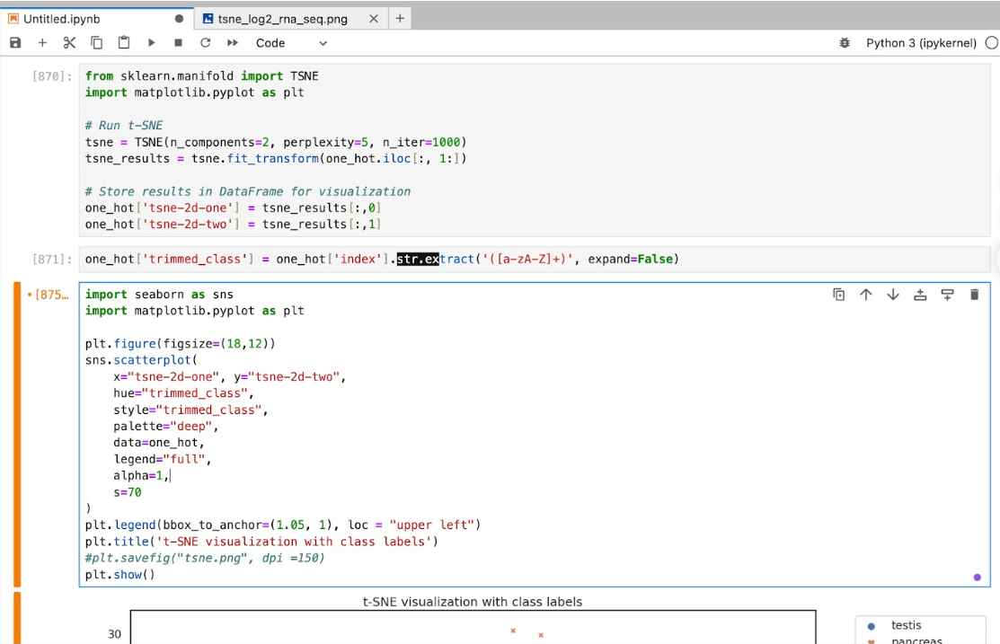 Untitled.ipynb
tsne_log2_rna_seq.png
Code
Python 3 (ipykernel)
[870]:
from sklearn.manifold import TSNE
import matplotlib.pyplot as plt
# Run t-SNE
tsne = TSNE(n_components=2, perplexity=5, n_iter=1000)
tsne_results = tsne.fit_transform(one_hot.iloc[:, 1:])
# Store results in DataFrame for visualization
one_hot['tsne-2d-one'] = tsne_results[:,0]
one_hot['tsne-2d-two'] = tsne_results[:,1]
[871]:
one_hot['trimmed_class'] = one_hot['index'].str.extract('([a-zA-Z]+)', expand=False)
[875…
import seaborn as sns
import matplotlib.pyplot as plt
plt.figure(figsize=(18,12))
sns.scatterplot(
    x="tsne-2d-one", y="tsne-2d-two",
    hue="trimmed_class",
    style="trimmed_class",
    palette="deep",
    data=one_hot,
    legend="full",
    alpha=1,
    s=70
)
plt.legend(bbox_to_anchor=(1.05, 1), loc = "upper left")
plt.title('t-SNE visualization with class labels')
#plt.savefig("tsne.png", dpi =150)
plt.show()
t-SNE visualization with class labels
30
testis
pancreas